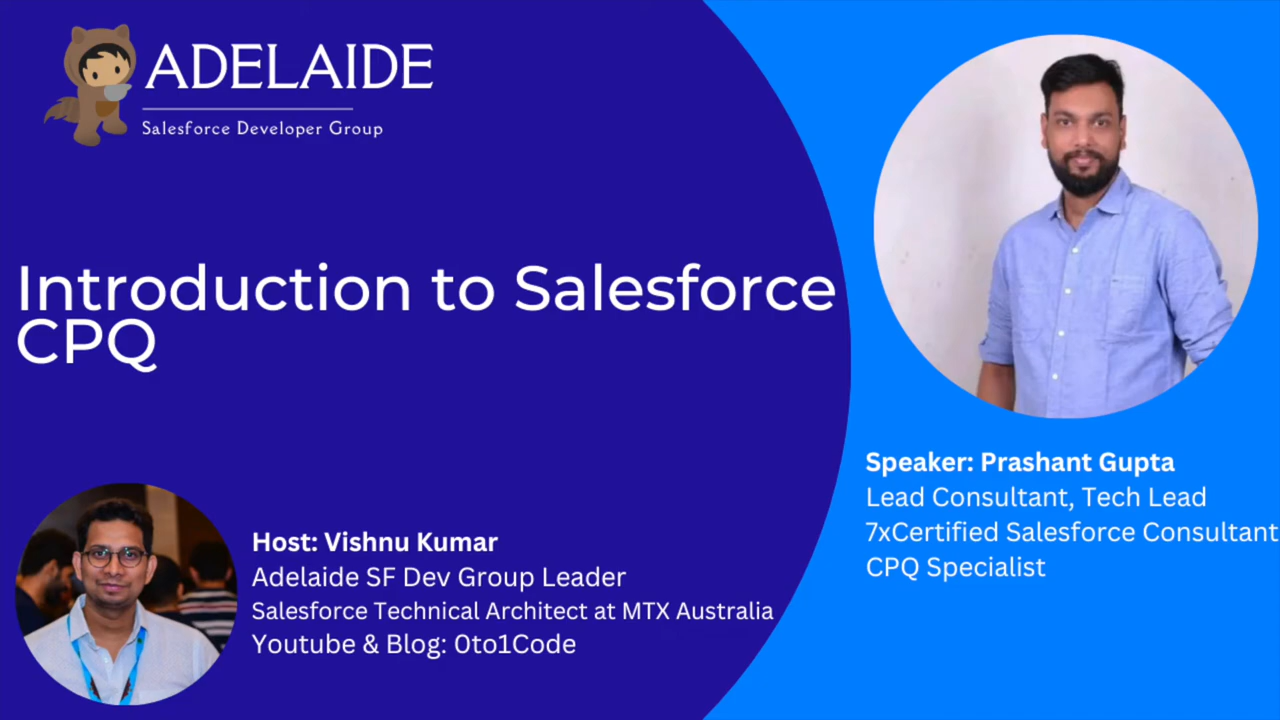 ADELAIDE
Salesforce Developer Group
Introduction to Salesforce
CPQ
Host: Vishnu Kumar
Adelaide SF Dev Group Leader
Salesforce Technical Architect at MTX Australia
Youtube & Blog: 0to1Code
Speaker: Prashant Gupta
Lead Consultant, Tech Lead
7xCertified Salesforce Consultant
CPQ Specialist